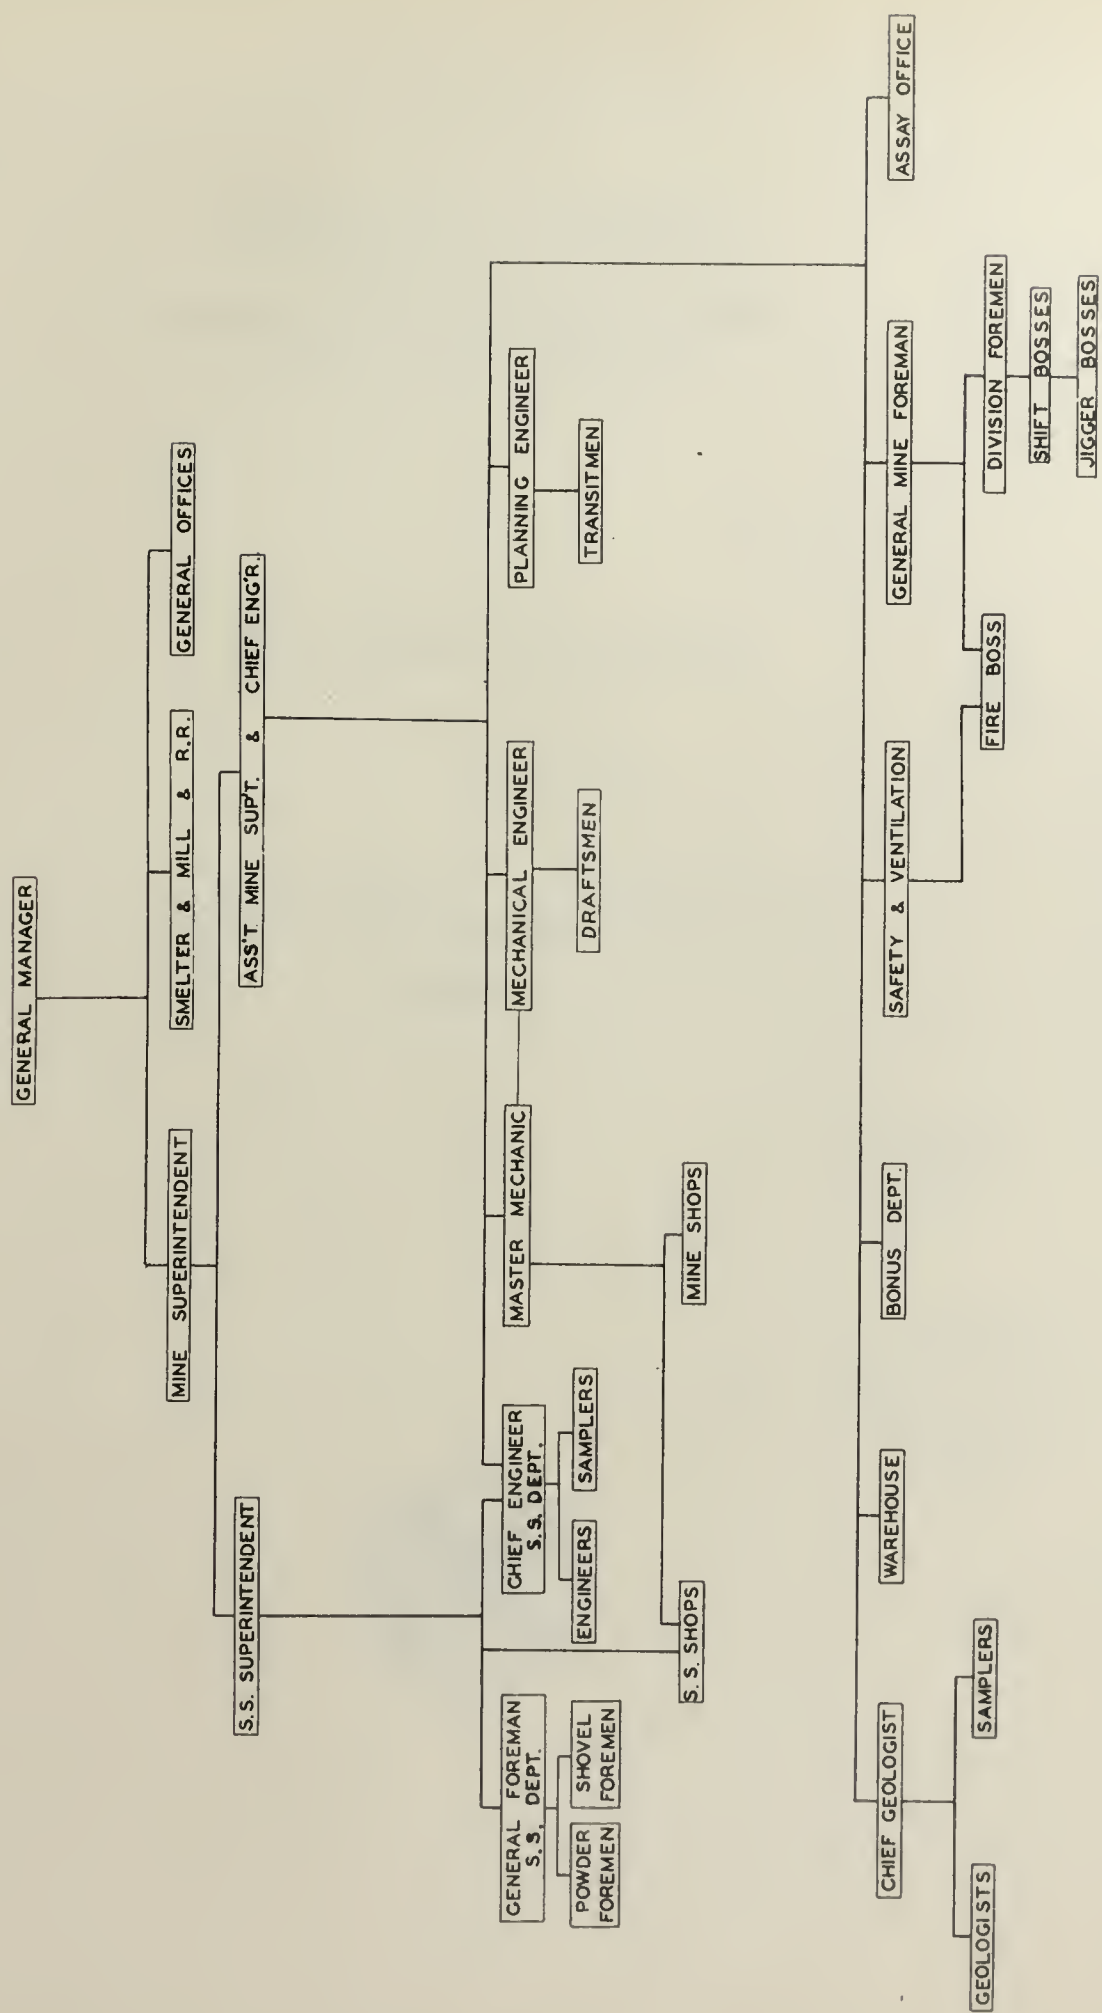 GENERAL MANAGER
MINE SUPERINTENDENT
SMELTER & MILL & R.R.
GENERAL OFFICES
S.S. SUPERINTENDENT
ASS'T. MINE SUP'T. & CHIEF ENG'R.
GENERAL FOREMAN
S.S. DEPT.
CHIEF ENGINEER
S.S. DEPT.
MASTER MECHANIC
MECHANICAL ENGINEER
PLANNING ENGINEER
POWDER
FOREMEN
SHOVEL
FOREMEN
ENGINEERS
SAMPLERS
DRAFTSMEN
TRANSITMEN
S.S. SHOPS
MINE SHOPS
CHIEF GEOLOGIST
WAREHOUSE
BONUS DEPT.
SAFETY & VENTILATION
GENERAL MINE FOREMAN
ASSAY OFFICE
GEOLOGISTS
SAMPLERS
FIRE BOSS
DIVISION FOREMEN
SHIFT BOSSES
JIGGER BOSSES